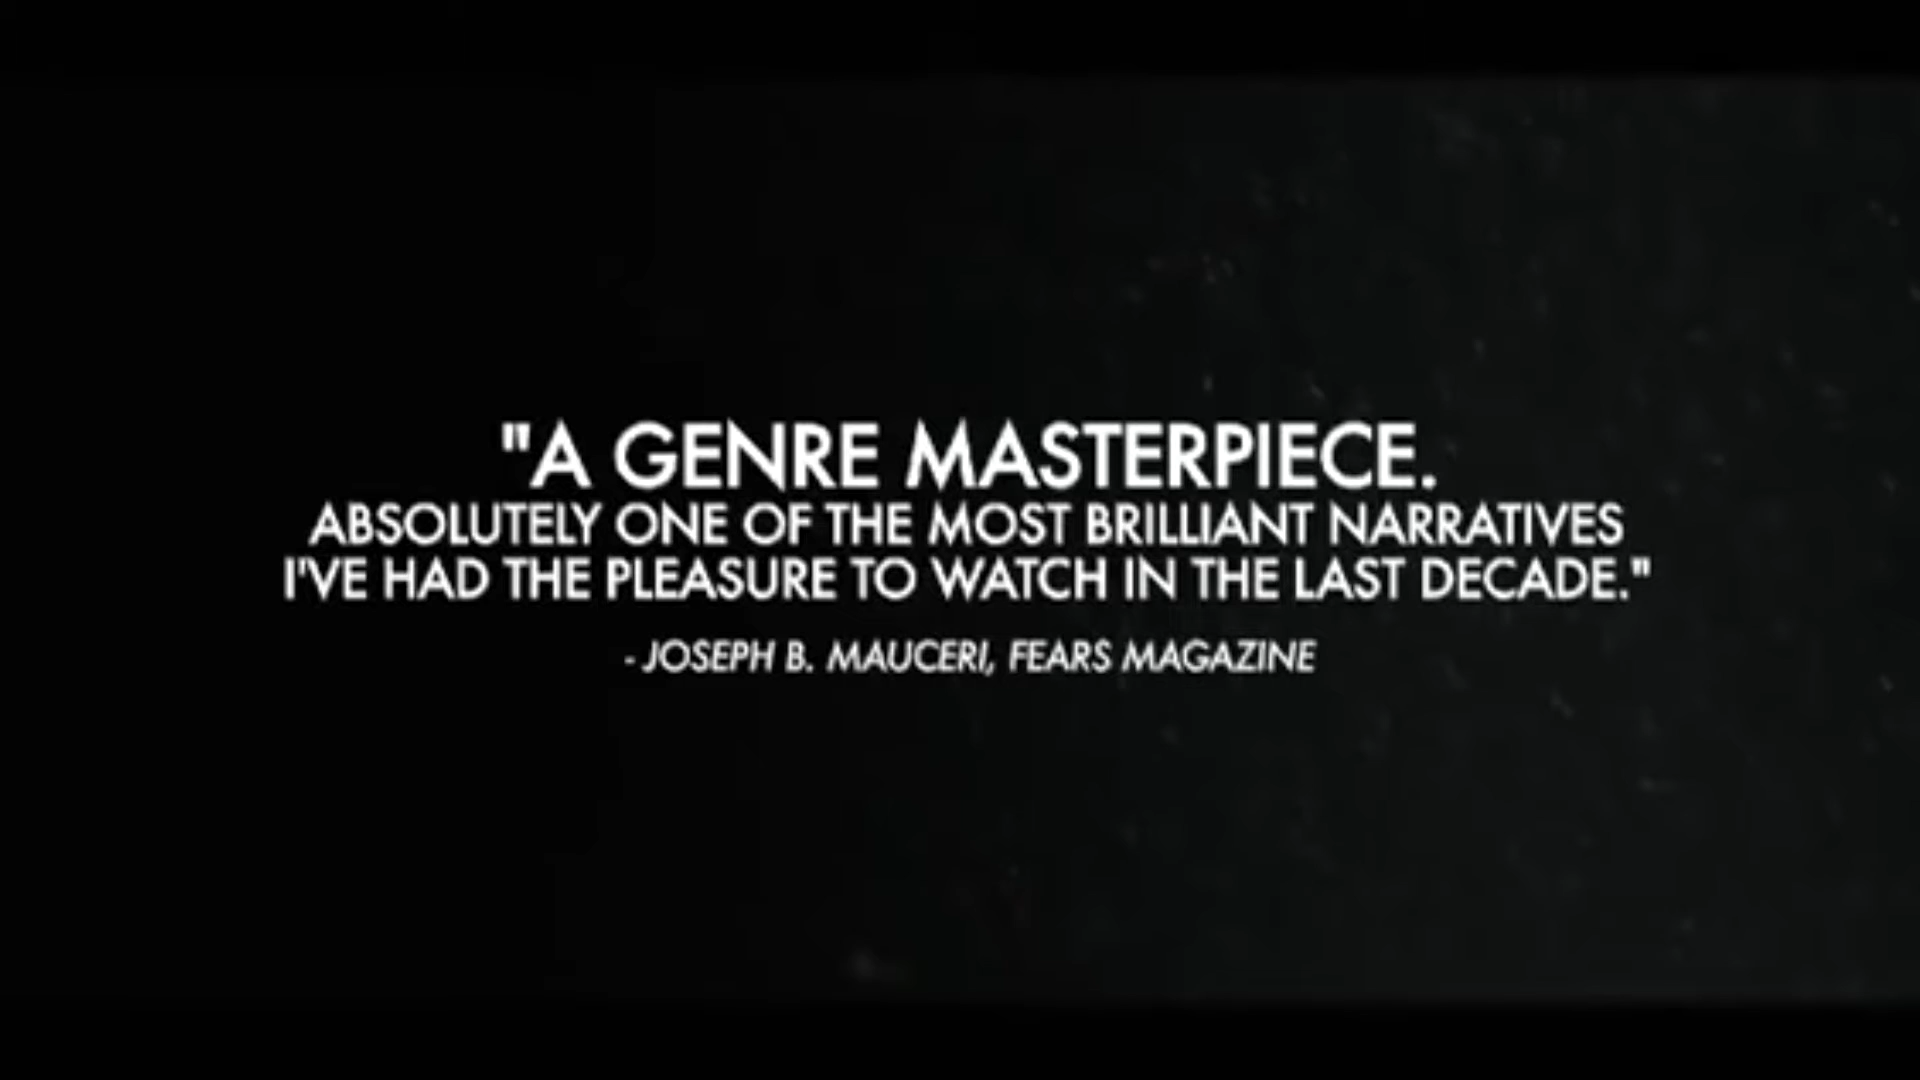 "A GENRE MASTERPIECE.
ABSOLUTELY ONE OF THE MOST BRILLIANT NARRATIVES
I'VE HAD THE PLEASURE TO WATCH IN THE LAST DECADE."
- JOSEPH B. MAUCERI, FEARS MAGAZINE